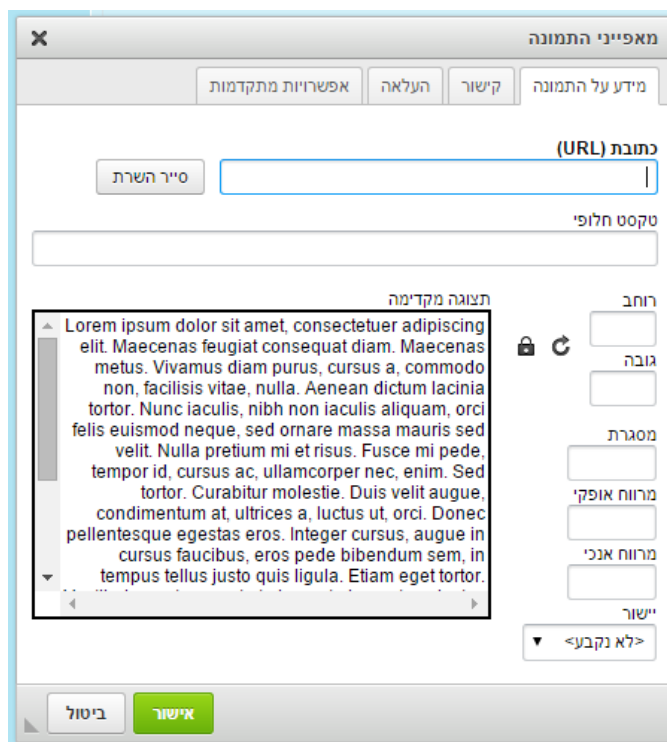 מאפייני התמונה
מידע על התמונה
קישור
העלאה
אפשרויות מתקדמות
כתובת (URL)
סייר השרת
טקסט חלופי
רוחב
גובה
מסגרת
מרווח אופקי
מרווח אנכי
יישור
<לא נקבע>
תצוגה מקדימה
Lorem ipsum dolor sit amet, consectetuer adipiscing
elit. Maecenas feugiat consequat diam. Maecenas
metus. Vivamus diam purus, cursus a, commodo
non, facilisis vitae, nulla. Aenean dictum lacinia
tortor. Nunc iaculis, nibh non iaculis aliquam, orci
felis euismod neque, sed ornare massa mauris sed
velit. Nulla pretium mi et risus. Fusce mi pede,
tempor id, cursus ac, ullamcorper nec, enim. Sed
tortor. Curabitur molestie. Duis velit augue,
condimentum at, ultrices a, luctus ut, orci. Donec
pellentesque egestas eros. Integer cursus, augue in
cursus faucibus, eros pede bibendum sem, in
tempus tellus justo quis ligula. Etiam eget tortor.
אישור
ביטול